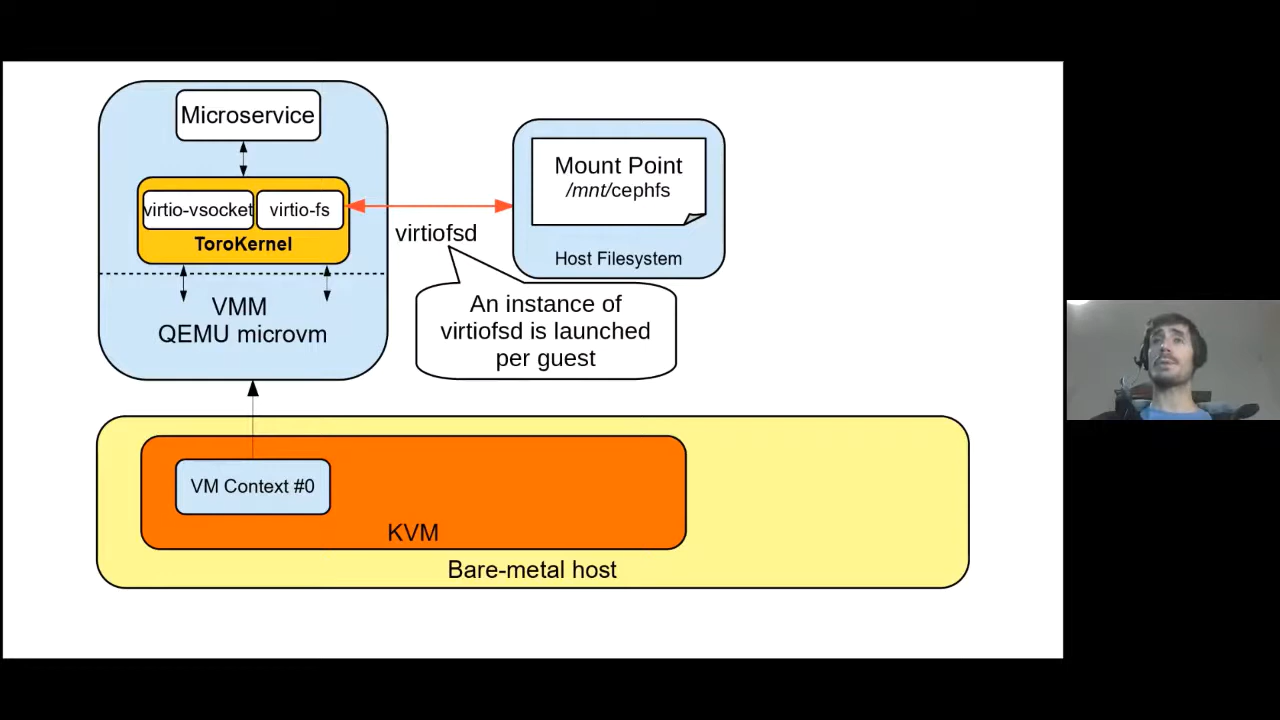 Microservice
virtio-vsocket
virtio-fs
ToroKernel
VMM
QEMU microvm
virtiofsd
Mount Point
/mnt/cephfs
Host Filesystem
An instance of
virtiofsd is launched
per guest
VM Context #0
KVM
Bare-metal host